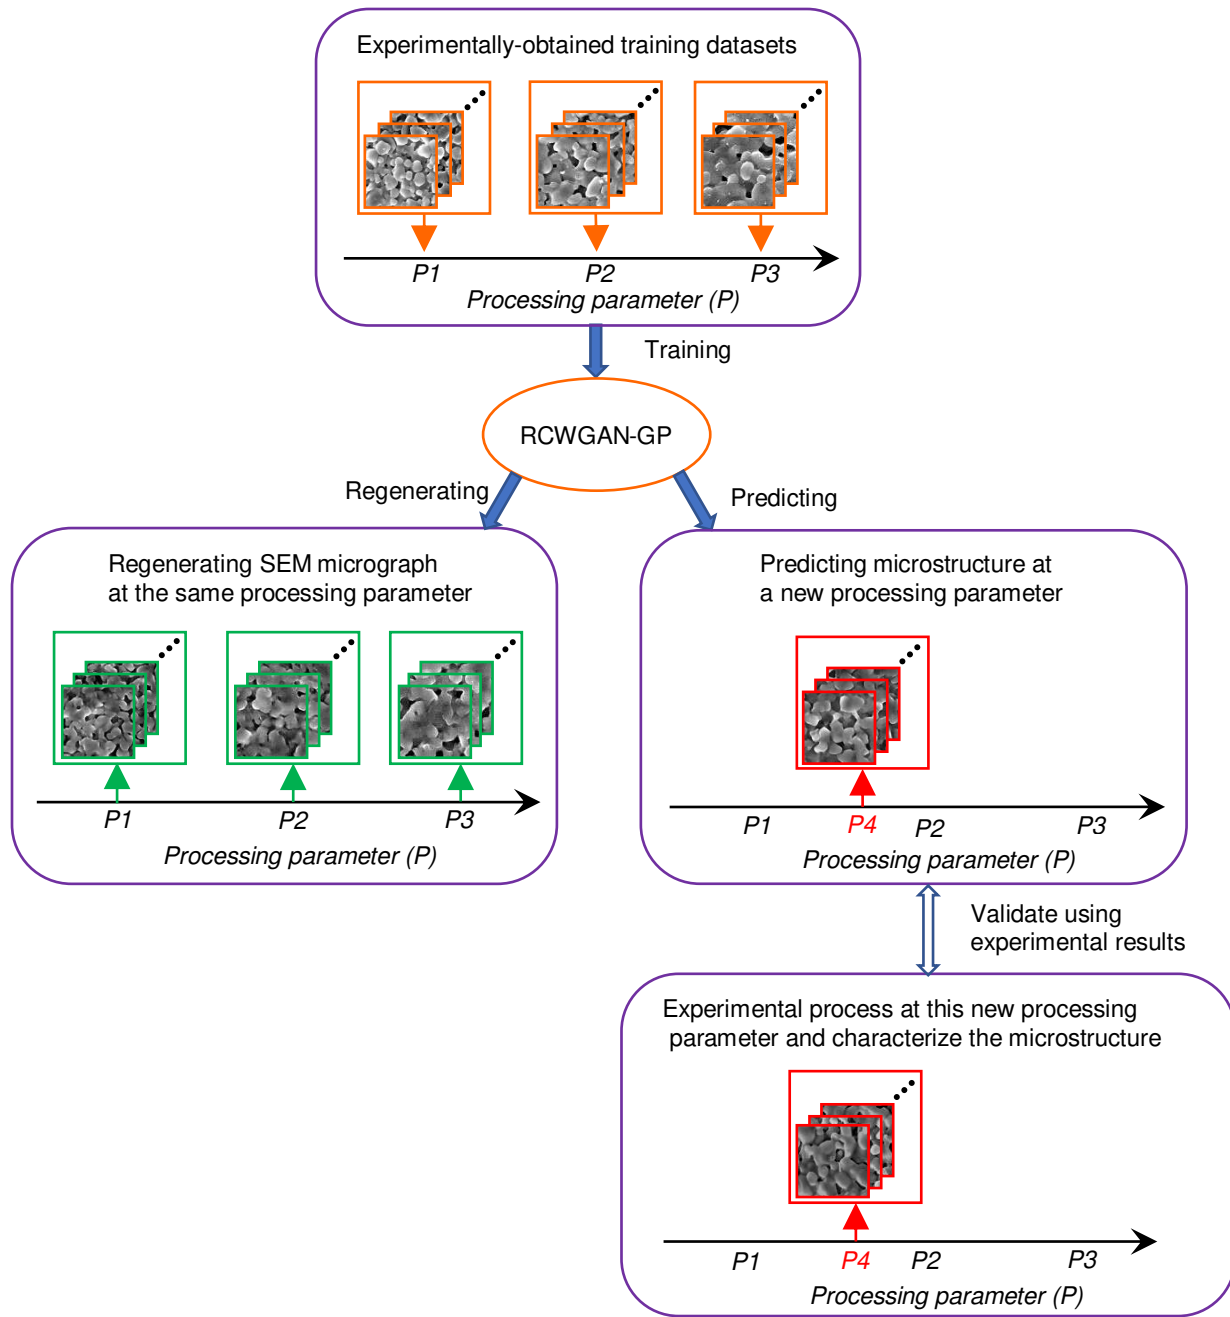 Experimentally-obtained training datasets
P1
P2
P3
Processing parameter (P)
Training
RCWGAN-GP
Regenerating
Predicting
Regenerating SEM micrograph
at the same processing parameter
P1
P2
P3
Processing parameter (P)
Predicting microstructure at
a new processing parameter
P1
P4
P2
P3
Processing parameter (P)
Validate using
experimental results
Experimental process at this new processing
parameter and characterize the microstructure
P1
P4
P2
P3
Processing parameter (P)